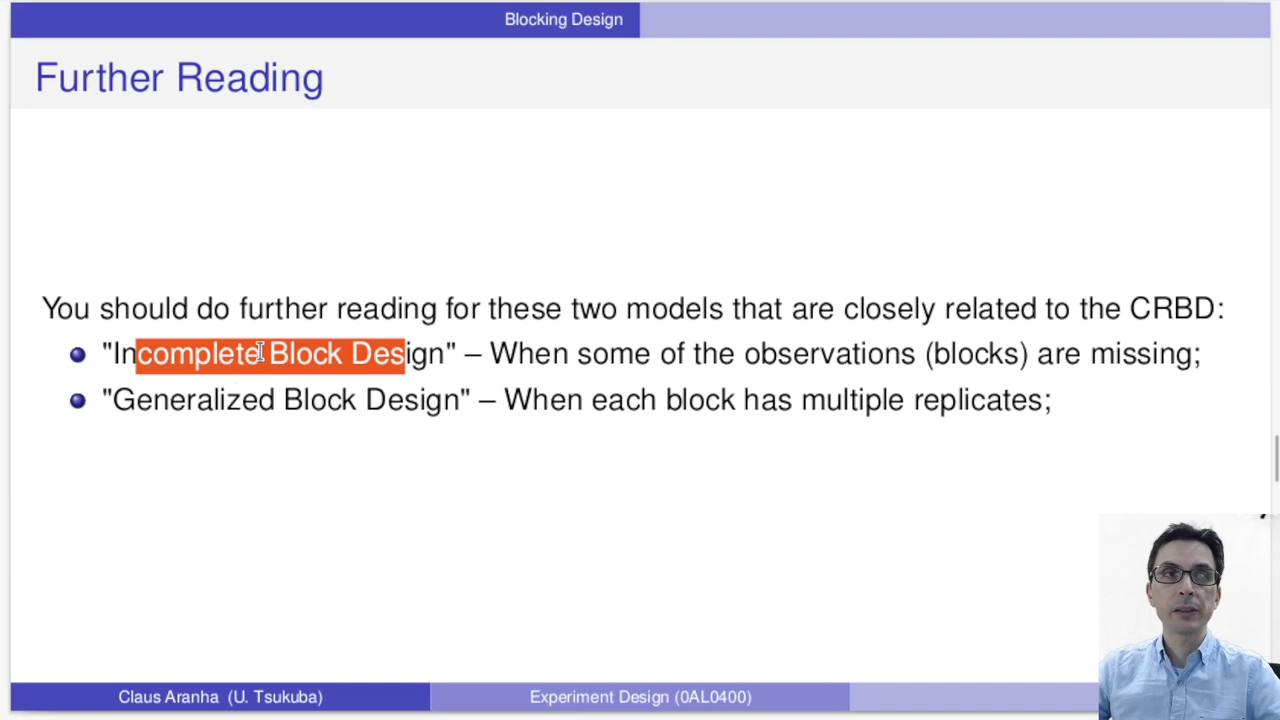 Blocking Design
Further Reading
You should do further reading for these two models that are closely related to the CRBD:
"Incomplete Block Design" – When some of the observations (blocks) are missing;
"Generalized Block Design" – When each block has multiple replicates;
Claus Aranha (U. Tsukuba)
Experiment Design (0AL0400)